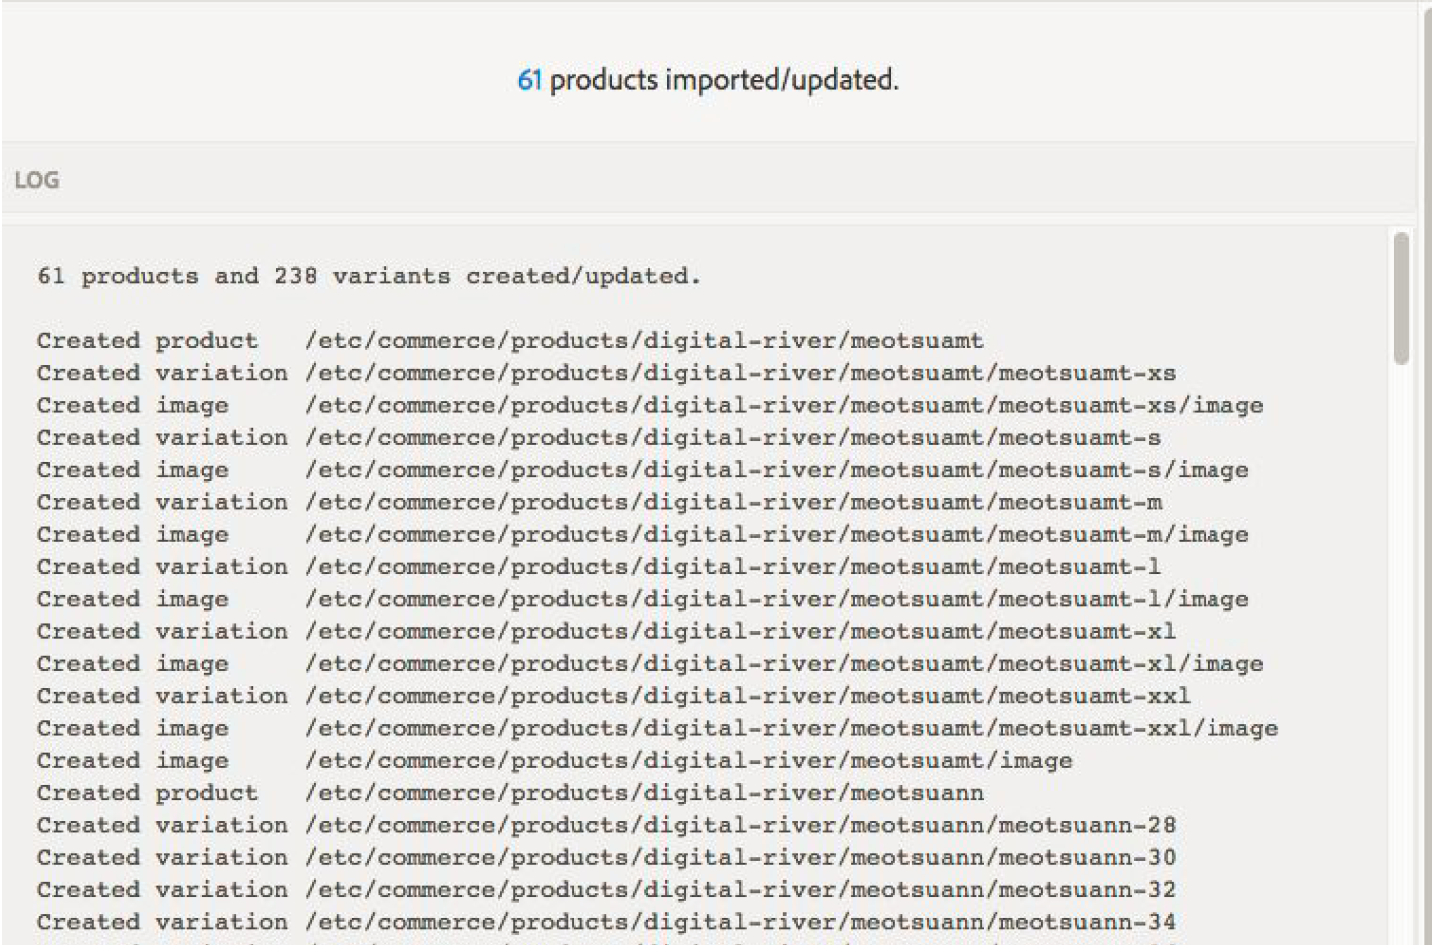 61 products imported/updated.
LOG
61 products and 238 variants created/updated.
Created product /etc/commerce/products/digital-river/meotsuamt
Created variation /etc/commerce/products/digital-river/meotsuamt/meotsuamt-xs
Created image /etc/commerce/products/digital-river/meotsuamt/meotsuamt-xs/image
Created variation /etc/commerce/products/digital-river/meotsuamt/meotsuamt-s
Created image /etc/commerce/products/digital-river/meotsuamt/meotsuamt-s/image
Created variation /etc/commerce/products/digital-river/meotsuamt/meotsuamt-m
Created image /etc/commerce/products/digital-river/meotsuamt/meotsuamt-m/image
Created variation /etc/commerce/products/digital-river/meotsuamt/meotsuamt-l
Created image /etc/commerce/products/digital-river/meotsuamt/meotsuamt-l/image
Created variation /etc/commerce/products/digital-river/meotsuamt/meotsuamt-xl
Created image /etc/commerce/products/digital-river/meotsuamt/meotsuamt-xl/image
Created variation /etc/commerce/products/digital-river/meotsuamt/meotsuamt-xxl
Created image /etc/commerce/products/digital-river/meotsuamt/meotsuamt-xxl/image
Created image /etc/commerce/products/digital-river/meotsuamt/image
Created product /etc/commerce/products/digital-river/meotsuann
Created variation /etc/commerce/products/digital-river/meotsuann/meotsuann-28
Created variation /etc/commerce/products/digital-river/meotsuann/meotsuann-30
Created variation /etc/commerce/products/digital-river/meotsuann/meotsuann-32
Created variation /etc/commerce/products/digital-river/meotsuann/meotsuann-34